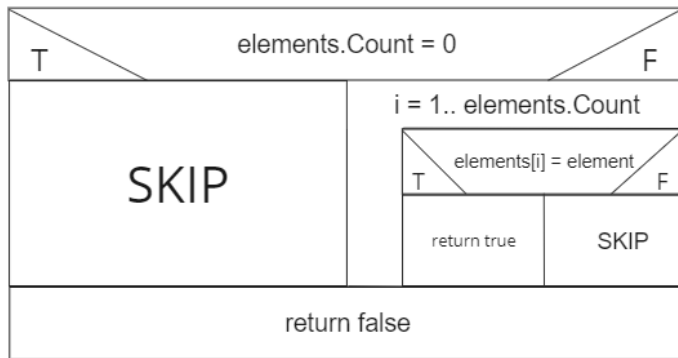 elements.Count = 0
T
F
SKIP
i = 1.. elements.Count
elements[i] = element
T
F
return true
SKIP
return false